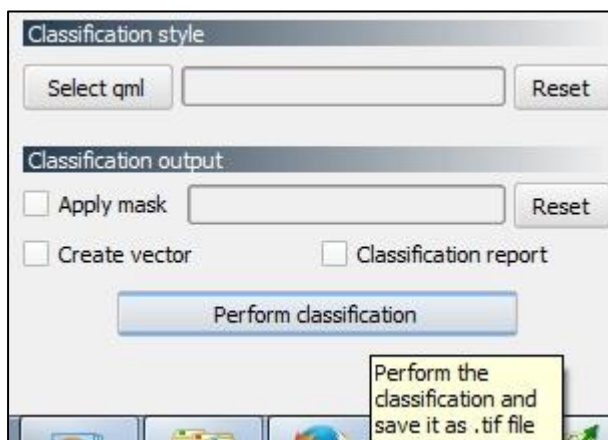 Classification style
Select qml Reset
Classification output
Apply mask Reset
Create vector Classification report
Perform classification
Perform the
classification and
save it as .tif file